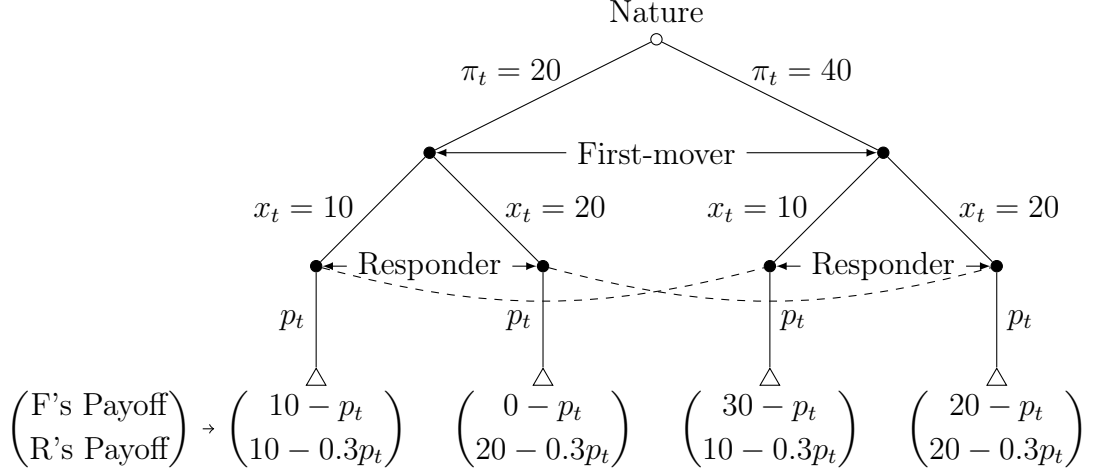 Nature
π_t = 20
π_t = 40
First-mover
x_t = 10
x_t = 20
x_t = 10
x_t = 20
Responder
Responder
p_t
p_t
p_t
p_t
(F's Payoff
R's Payoff) →
(10 − p_t
10 − 0.3p_t)
(0 − p_t
20 − 0.3p_t)
(30 − p_t
10 − 0.3p_t)
(20 − p_t
20 − 0.3p_t)